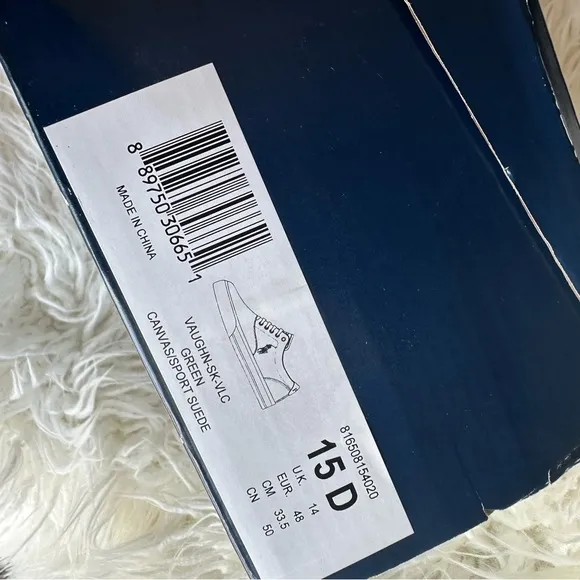 8 89750 30665 1
MADE IN CHINA
VAUGHN-SK-VLC
GREEN
CANVAS/SPORT SUEDE
816508154020
15 D
U.K. 14
EUR. 48
CM 33.5
CN 50